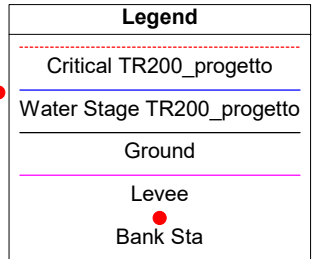 Legend
Critical TR200_progetto
Water Stage TR200_progetto
Ground
Levee
Bank Sta